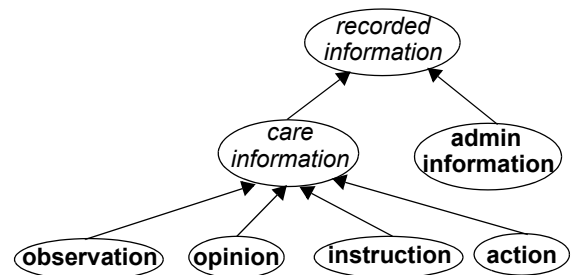 recorded
information
care
information
admin
information
observation
opinion
instruction
action